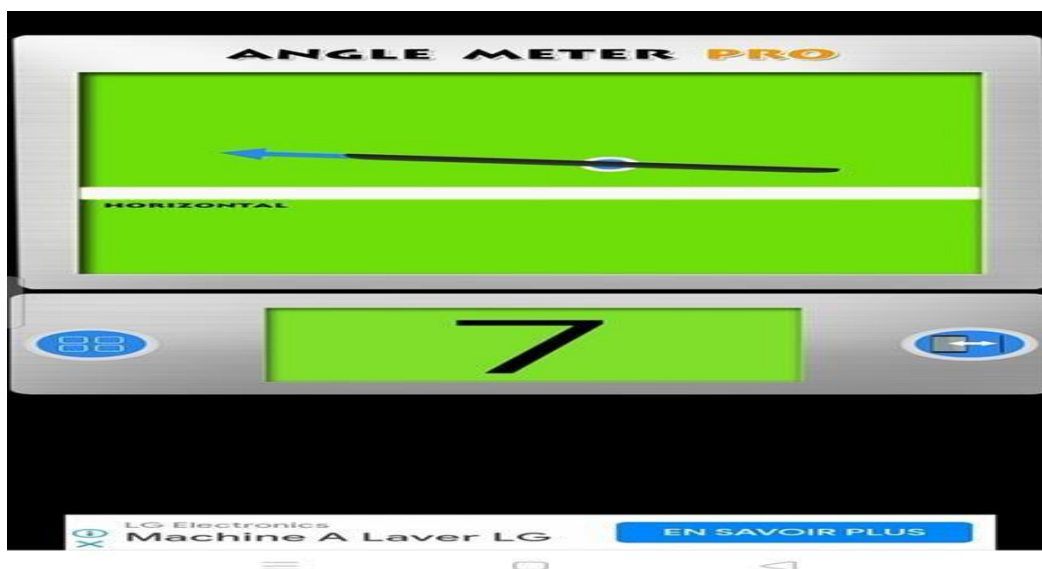 ANGLE METER PRO
HORIZONTAL
7
LG Electronics
Machine A Laver LG
EN SAVOIR PLUS